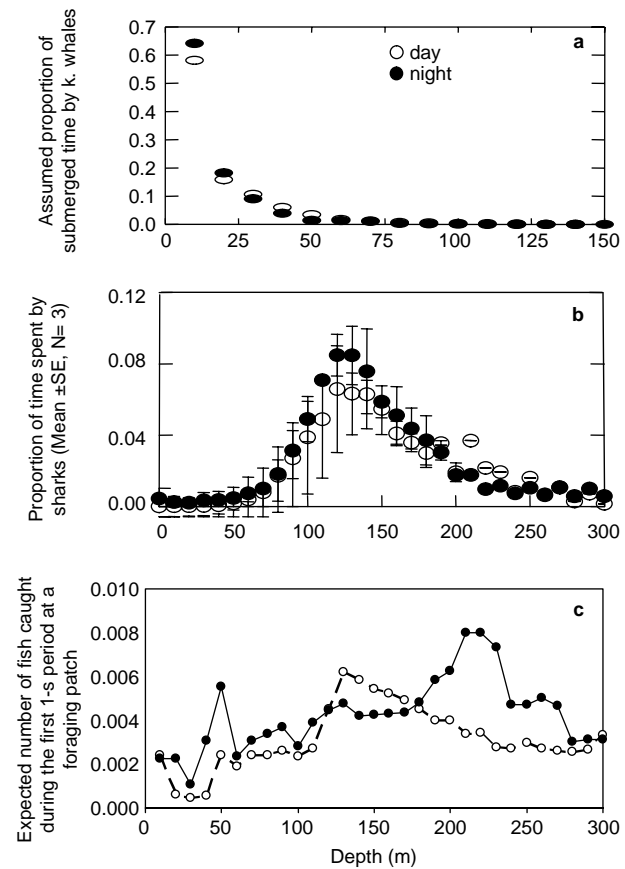 Assumed proportion of
submerged time by k. whales
0.7
0.6
0.5
0.4
0.3
0.2
0.1
0.0
a
day
night
0 25 50 75 100 125 150
Proportion of time spent by
sharks (Mean ±SE, N= 3)
0.12
0.08
0.04
0.00
b
0 50 100 150 200 250 300
Expected number of fish caught
during the first 1-s period at a
foraging patch
0.010
0.008
0.006
0.004
0.002
0.000
c
0 50 100 150 200 250 300
Depth (m)